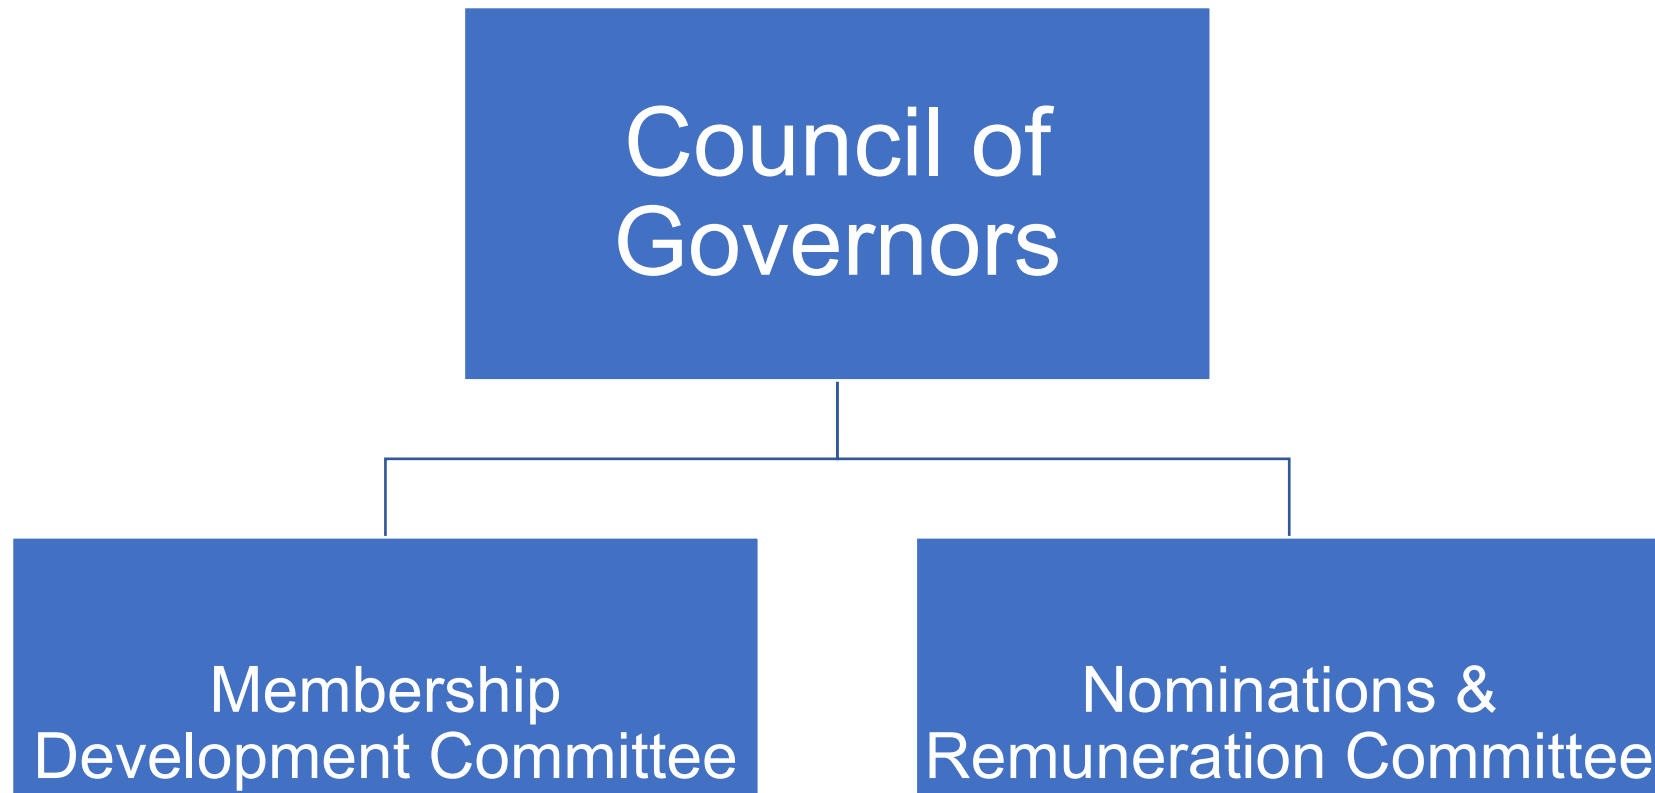 Council of
Governors
Membership
Development Committee
Nominations &
Remuneration Committee